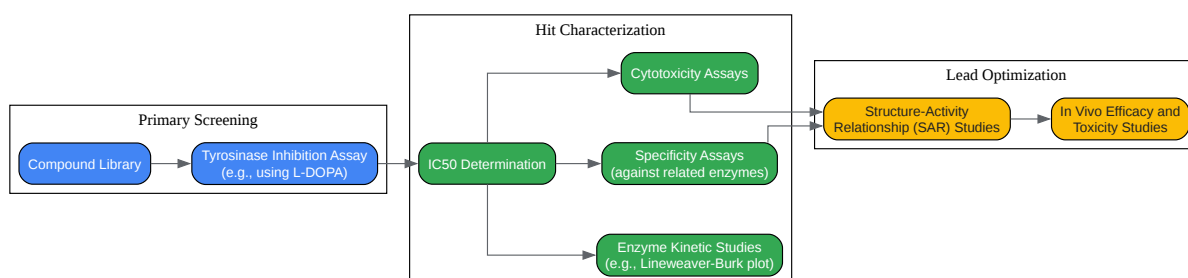 Primary Screening
Compound Library
Tyrosinase Inhibition Assay
(e.g., using L-DOPA)
Hit Characterization
IC50 Determination
Cytotoxicity Assays
Specificity Assays
(against related enzymes)
Enzyme Kinetic Studies
(e.g., Lineweaver-Burk plot)
Lead Optimization
Structure-Activity
Relationship (SAR) Studies
In Vivo Efficacy and
Toxicity Studies